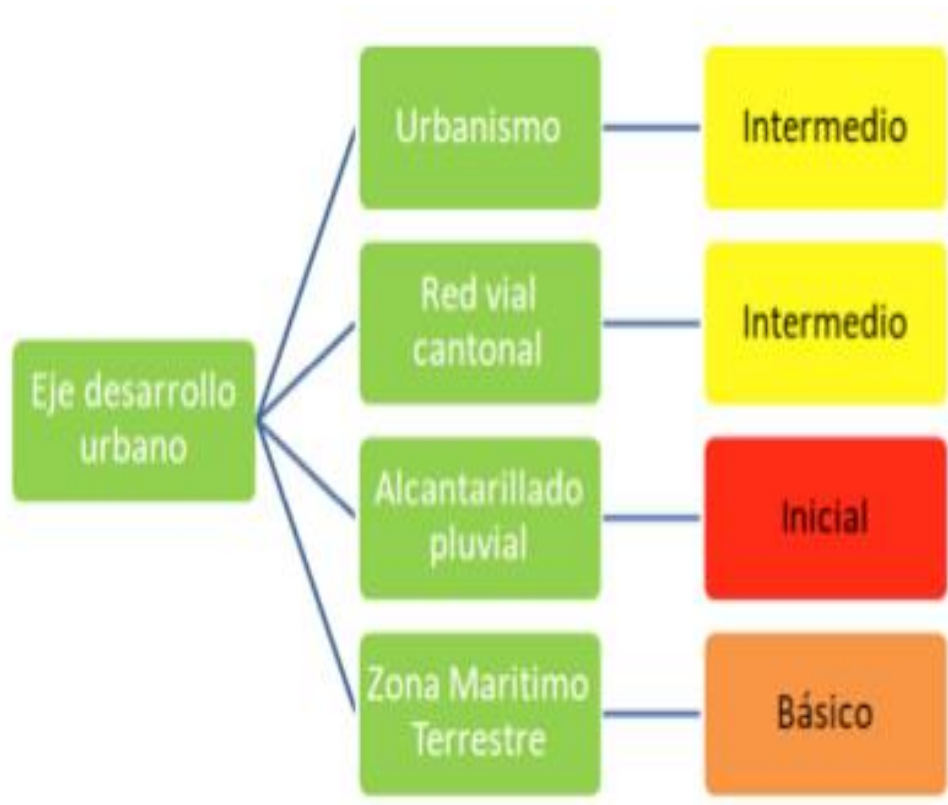 Eje desarrollo
urbano
Urbanismo
Intermedio
Red vial
cantonal
Intermedio
Alcantarillado
pluvial
Inicial
Zona Maritimo
Terrestre
Básico